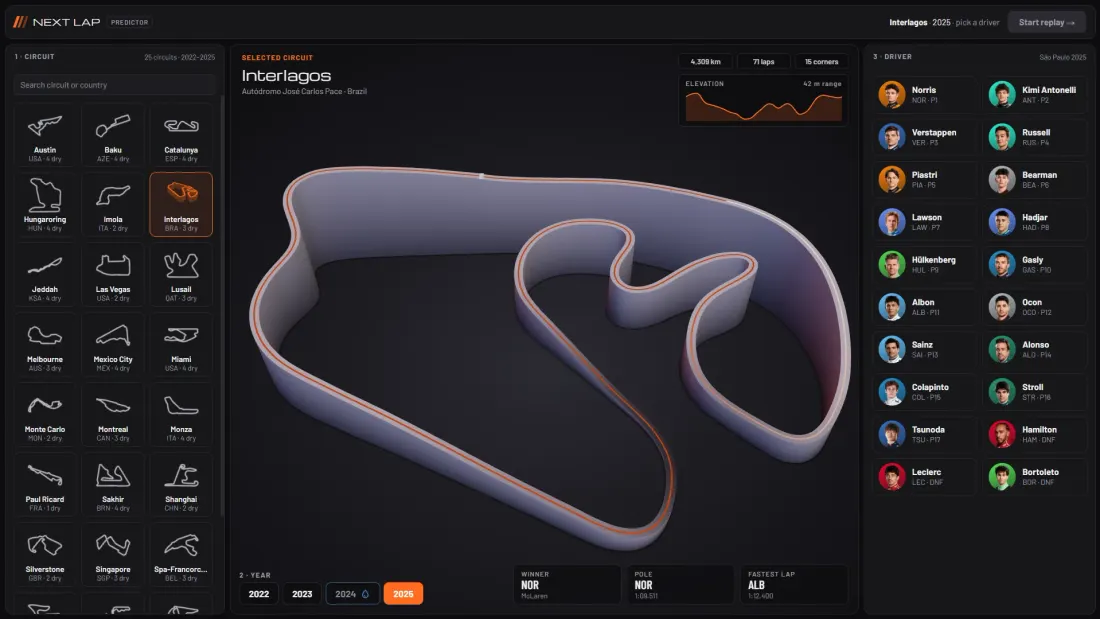 NEXT LAP
PREDICTOR
Interlagos · 2025 · pick a driver
Start replay →
1 · CIRCUIT
25 circuits · 2022-2025
Search circuit or country
Austin
USA · 4 dry
Baku
AZE · 4 dry
Catalunya
ESP · 4 dry
Hungaroring
HUN · 4 dry
Imola
ITA · 2 dry
Interlagos
BRA · 3 dry
Jeddah
KSA · 4 dry
Las Vegas
USA · 2 dry
Lusail
QAT · 3 dry
Melbourne
AUS · 3 dry
Mexico City
MEX · 4 dry
Miami
USA · 4 dry
Monte Carlo
MON · 2 dry
Montreal
CAN · 3 dry
Monza
ITA · 4 dry
Paul Ricard
FRA · 1 dry
Sakhir
BRN · 4 dry
Shanghai
CHN · 2 dry
Silverstone
GBR · 2 dry
Singapore
SGP · 3 dry
Spa-Francorc...
BEL · 3 dry
SELECTED CIRCUIT
Interlagos
Autódromo José Carlos Pace · Brazil
4,309 km
71 laps
15 corners
ELEVATION
42 m range
2 · YEAR
2022
2023
2024
2025
WINNER
NOR
McLaren
POLE
NOR
1:09.511
FASTEST LAP
ALB
1:12.400
3 · DRIVER
São Paulo 2025
Norris
NOR · P1
Kimi Antonelli
ANT · P2
Verstappen
VER · P3
Russell
RUS · P4
Piastri
PIA · P5
Bearman
BEA · P6
Lawson
LAW · P7
Hadjar
HAD · P8
Hülkenberg
HUL · P9
Gasly
GAS · P10
Albon
ALB · P11
Ocon
OCO · P12
Sainz
SAI · P13
Alonso
ALO · P14
Colapinto
COL · P15
Stroll
STR · P16
Tsunoda
TSU · P17
Hamilton
HAM · DNF
Leclerc
LEC · DNF
Bortoleto
BOR · DNF